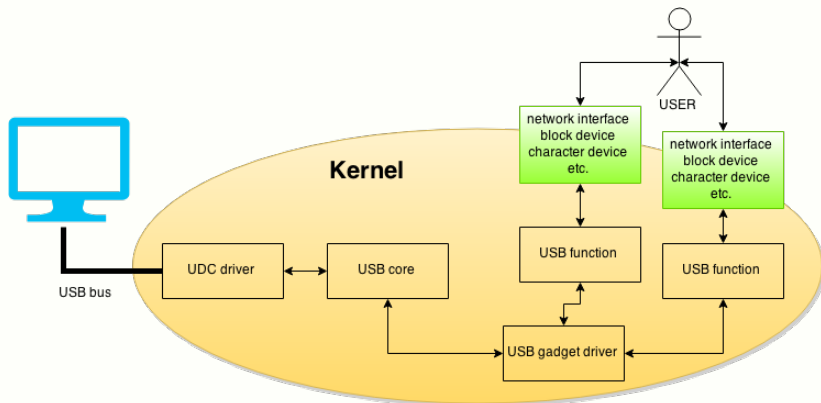 USER
network interface
block device
character device
etc.
network interface
block device
character device
etc.
Kernel
UDC driver
USB core
USB function
USB function
USB bus
USB gadget driver